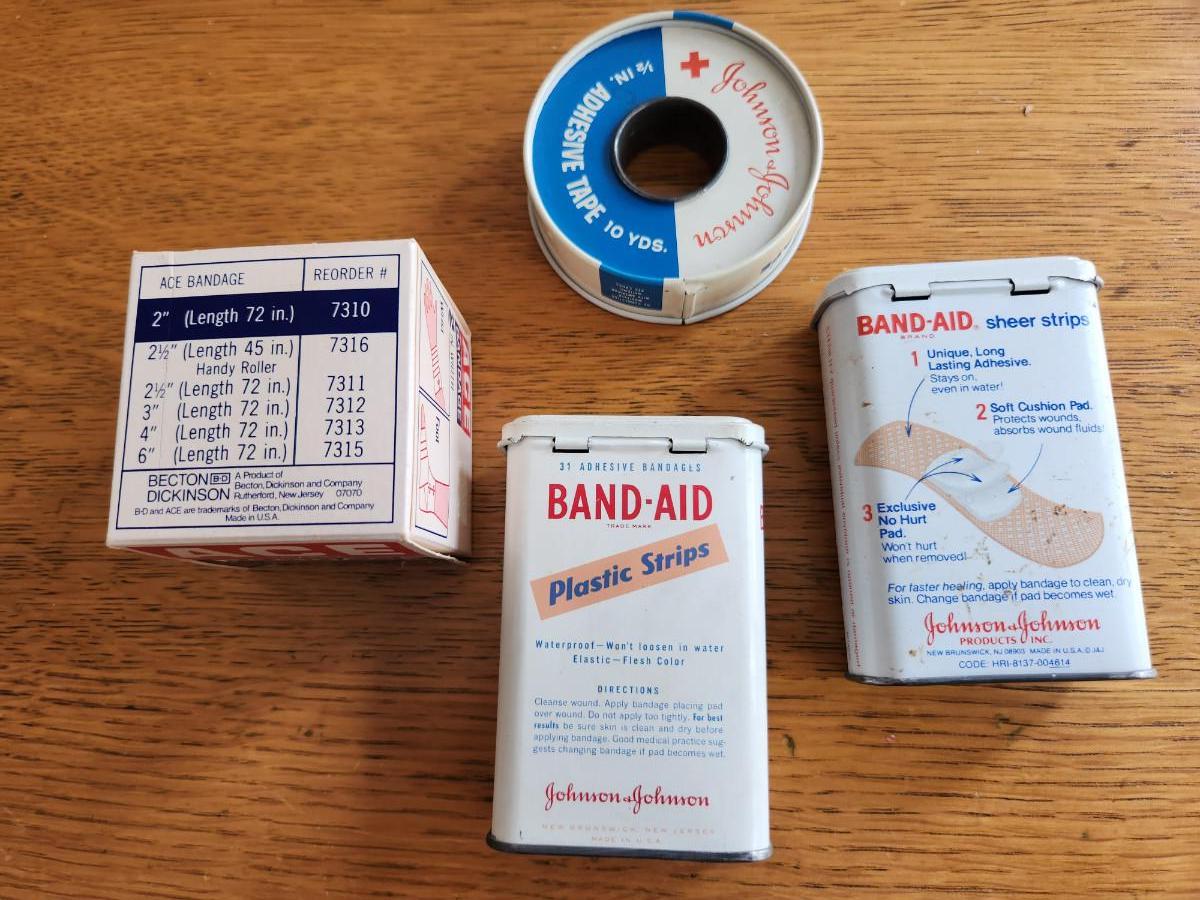 ½ IN. ADHESIVE TAPE 10 YDS.
Johnson & Johnson
ACE BANDAGE REORDER #
2" (Length 72 in.) 7310
2½" (Length 45 in.) 7316
Handy Roller
2½" (Length 72 in.) 7311
3" (Length 72 in.) 7312
4" (Length 72 in.) 7313
6" (Length 72 in.) 7315
BECTON B-D A Product of
Becton, Dickinson and Company
DICKINSON Rutherford, New Jersey 07070
B-D and ACE are trademarks of Becton, Dickinson and Company
Made in U.S.A.
ACE
Foot
ACE
31 ADHESIVE BANDAGES
BAND-AID
TRADE MARK
Plastic Strips
Waterproof—Won't loosen in water
Elastic—Flesh Color
DIRECTIONS
Cleanse wound. Apply bandage placing pad
over wound. Do not apply too tightly. For best
results be sure skin is clean and dry before
applying bandage. Good medical practice sug-
gests changing bandage if pad becomes wet.
Johnson & Johnson
NEW BRUNSWICK, NEW JERSEY
MADE IN U.S.A.
BAND-AID® sheer strips
BRAND
1 Unique, Long
Lasting Adhesive.
Stays on,
even in water!
2 Soft Cushion Pad.
Protects wounds,
absorbs wound fluids!
3 Exclusive
No Hurt
Pad.
Won't hurt
when removed!
For faster healing, apply bandage to clean, dry
skin. Change bandage if pad becomes wet.
Johnson & Johnson
PRODUCTS INC.
NEW BRUNSWICK, NJ 08903 MADE IN U.S.A. © J&J
CODE: HRI-8137-004614